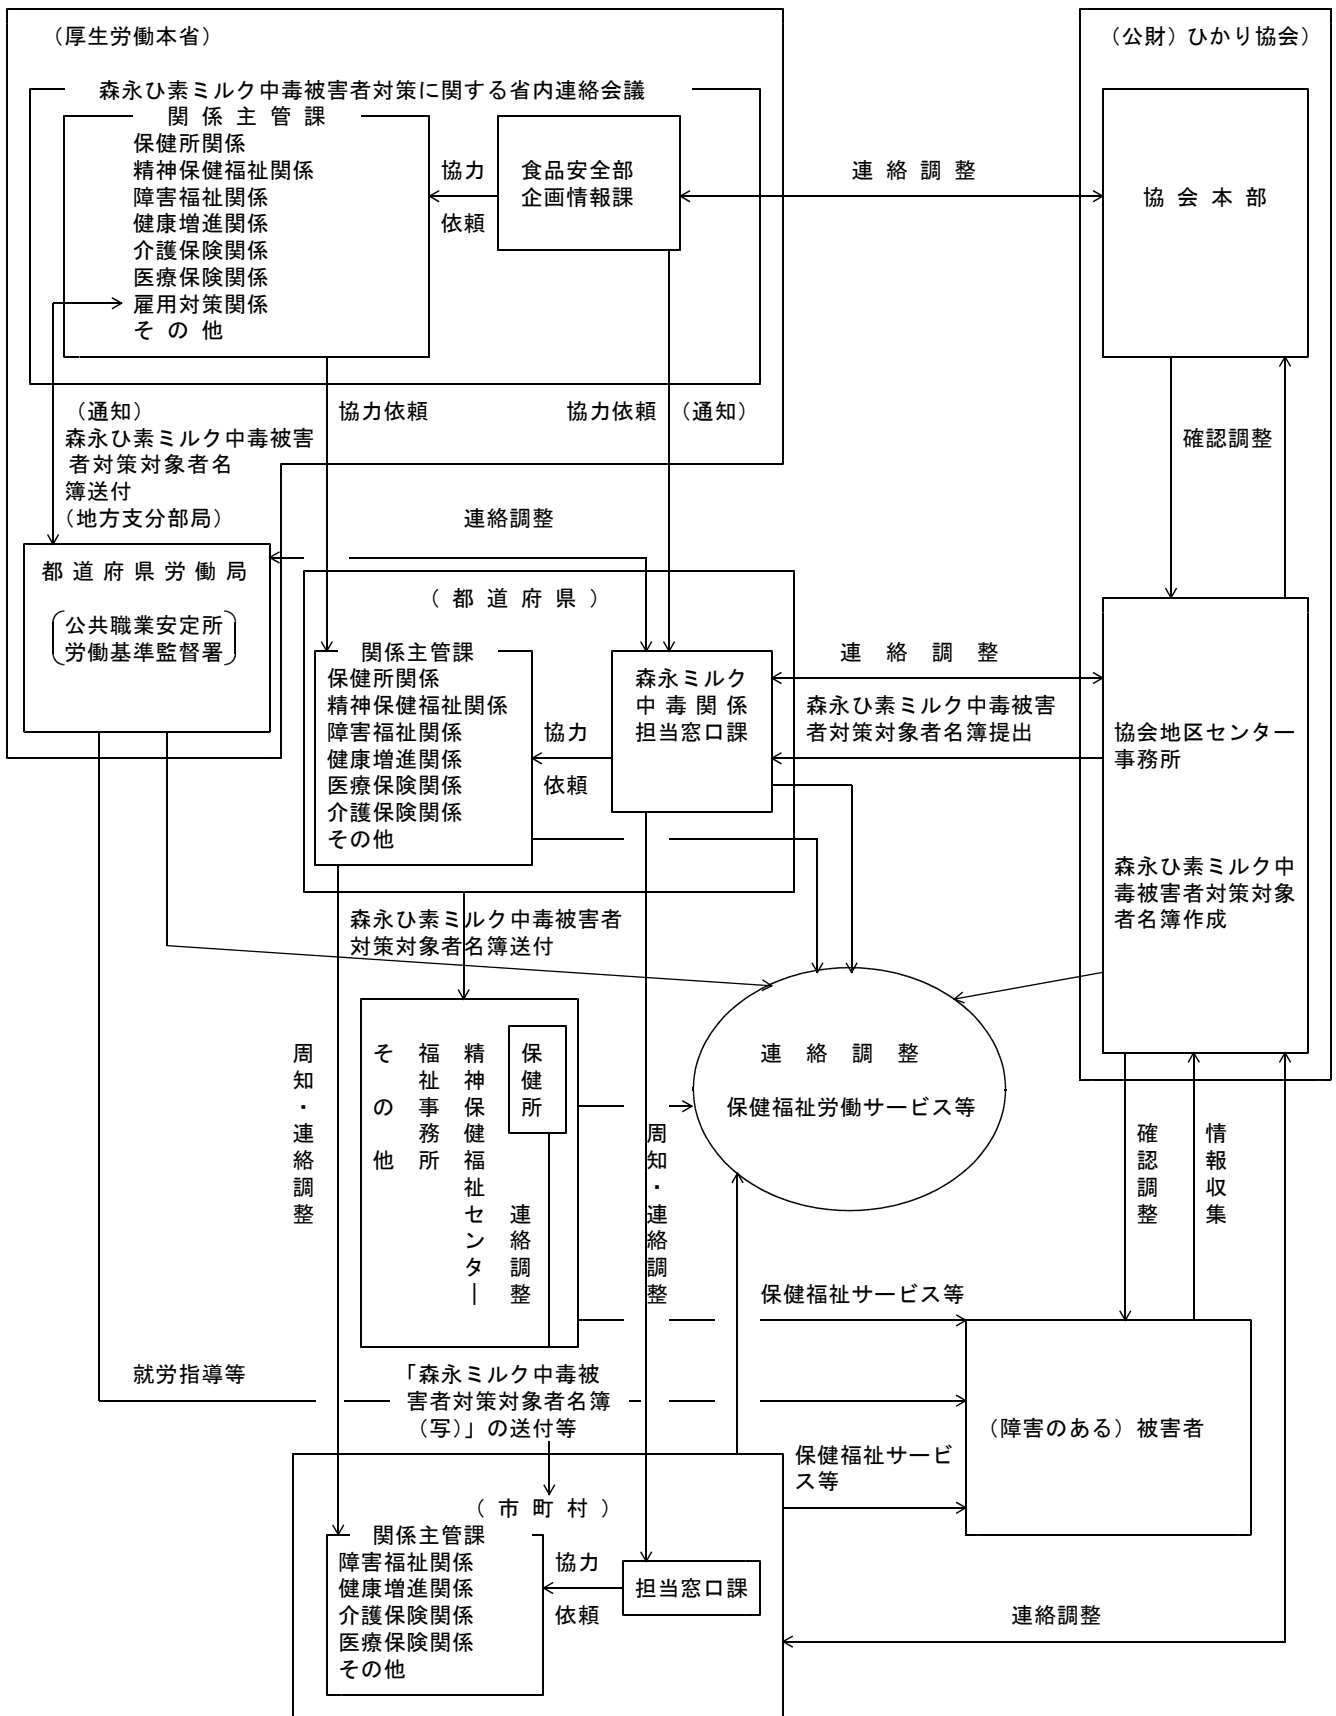 （厚生労働本省）
森永ひ素ミルク中毒被害者対策に関する省内連絡会議
関係主管課
保健所関係
精神保健福祉関係
障害福祉関係
健康増進関係
介護保険関係
医療保険関係
雇用対策関係
その他
協力
依頼
食品安全部
企画情報課
連絡調整
（公財）ひかり協会）
協会本部
（通知）
森永ひ素ミルク中毒被害
者対策対象者名
簿送付
（地方支分部局）
協力依頼
協力依頼
（通知）
確認調整
連絡調整
都道府県労働局
公共職業安定所
労働基準監督署
（都道府県）
関係主管課
保健所関係
精神保健福祉関係
障害福祉関係
健康増進関係
医療保険関係
介護保険関係
その他
協力
依頼
森永ミルク
中毒関係
担当窓口課
連絡調整
森永ひ素ミルク中毒被害
者対策対象者名簿提出
協会地区センター
事務所
森永ひ素ミルク中
毒被害者対策対象
者名簿作成
森永ひ素ミルク中毒被害者
対策対象者名簿送付
周知・連絡調整
保健所
精神保健福祉センター
福祉事務所
その他
連絡調整
周知・連絡調整
連絡調整
保健福祉労働サービス等
確認調整
情報収集
保健福祉サービス等
就労指導等
「森永ミルク中毒被
害者対策対象者名簿
（写）」の送付等
（障害のある）被害者
保健福祉サービ
ス等
（市町村）
関係主管課
障害福祉関係
健康増進関係
介護保険関係
医療保険関係
その他
協力
依頼
担当窓口課
連絡調整